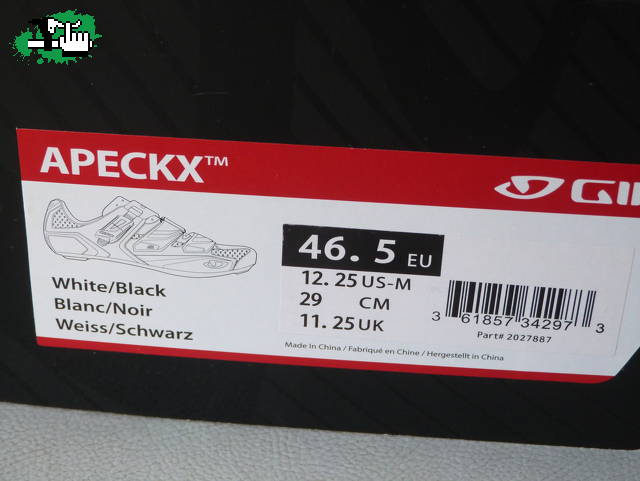 APECKX™
GI
White/Black
Blanc/Noir
Weiss/Schwarz
46.5 EU
12.25 US-M
29 CM
11.25 UK
3 61857 34297 3
Part# 2027887
Made In China / Fabriqué en Chine / Hergestellt in China